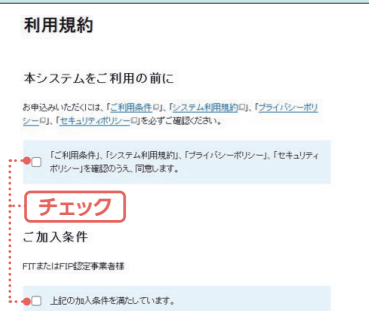 利用規約
本システムをご利用の前に
お申込みいただくには、「ご利用条件」、「システム利用規約」、「プライバシーポリ
シー」、「セキュリティポリシー」を必ずご確認ください。
「ご利用条件」、「システム利用規約」、「プライバシーポリシー」、「セキュリティ
ポリシー」を確認のうえ、同意します。
チェック
ご加入条件
FITまたはFIP認定事業者様
上記の加入条件を満たしています。